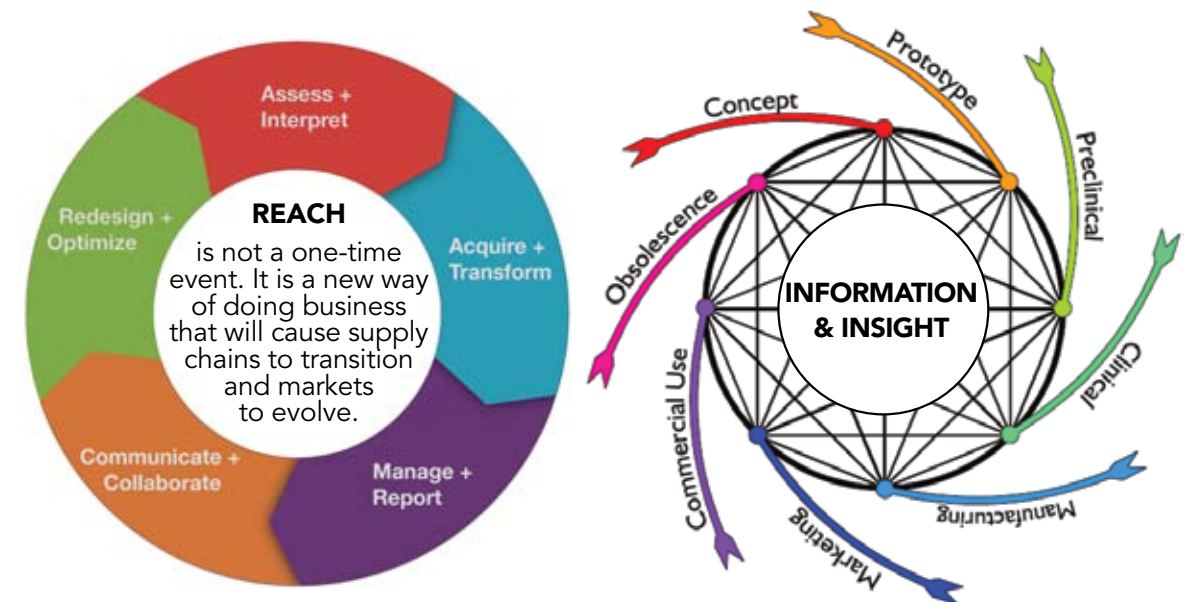 Assess +
Interpret
Acquire +
Transform
Manage +
Report
Communicate +
Collaborate
Redesign +
Optimize
REACH
is not a one-time
event. It is a new way
of doing business
that will cause supply
chains to transition
and markets
to evolve.
Concept
Prototype
Preclinical
Clinical
Manufacturing
Marketing
Commercial Use
Obsolescence
INFORMATION
& INSIGHT